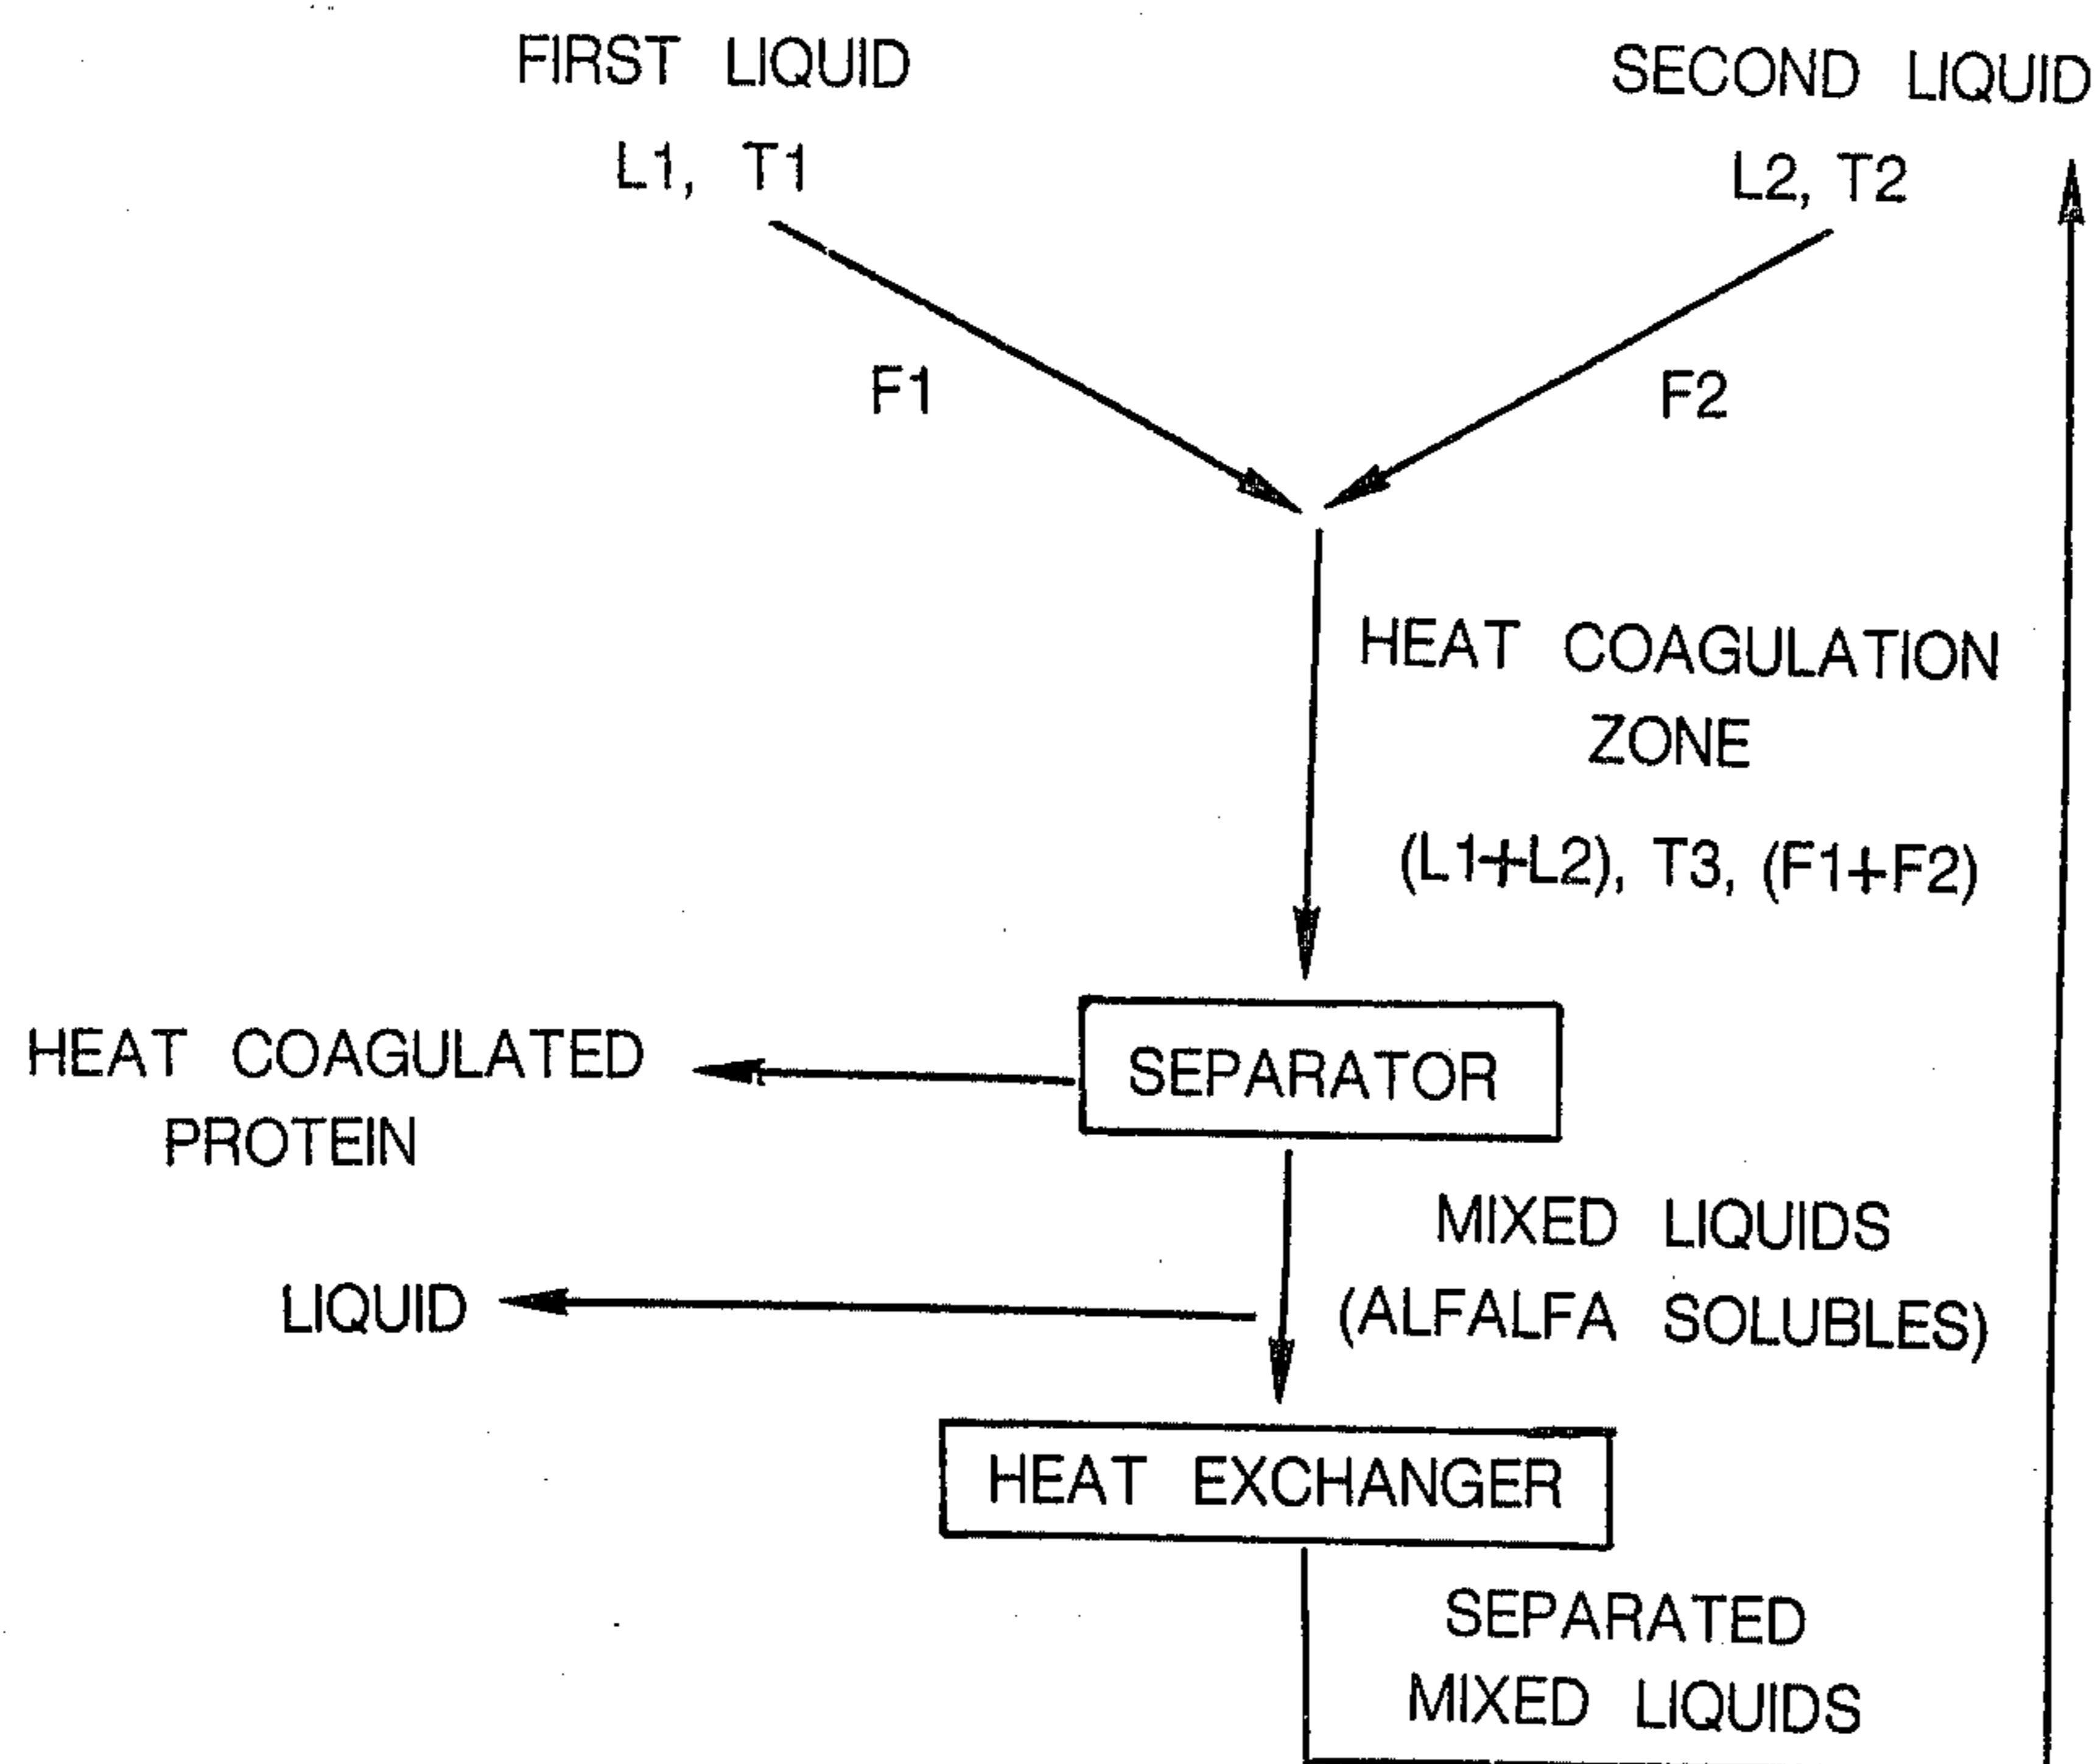 FIRST LIQUID
L1, T1
SECOND LIQUID
L2, T2
F1
F2
HEAT COAGULATION
ZONE
(L1+L2), T3, (F1+F2)
SEPARATOR
HEAT COAGULATED
PROTEIN
MIXED LIQUIDS
(ALFALFA SOLUBLES)
LIQUID
HEAT EXCHANGER
SEPARATED
MIXED LIQUIDS